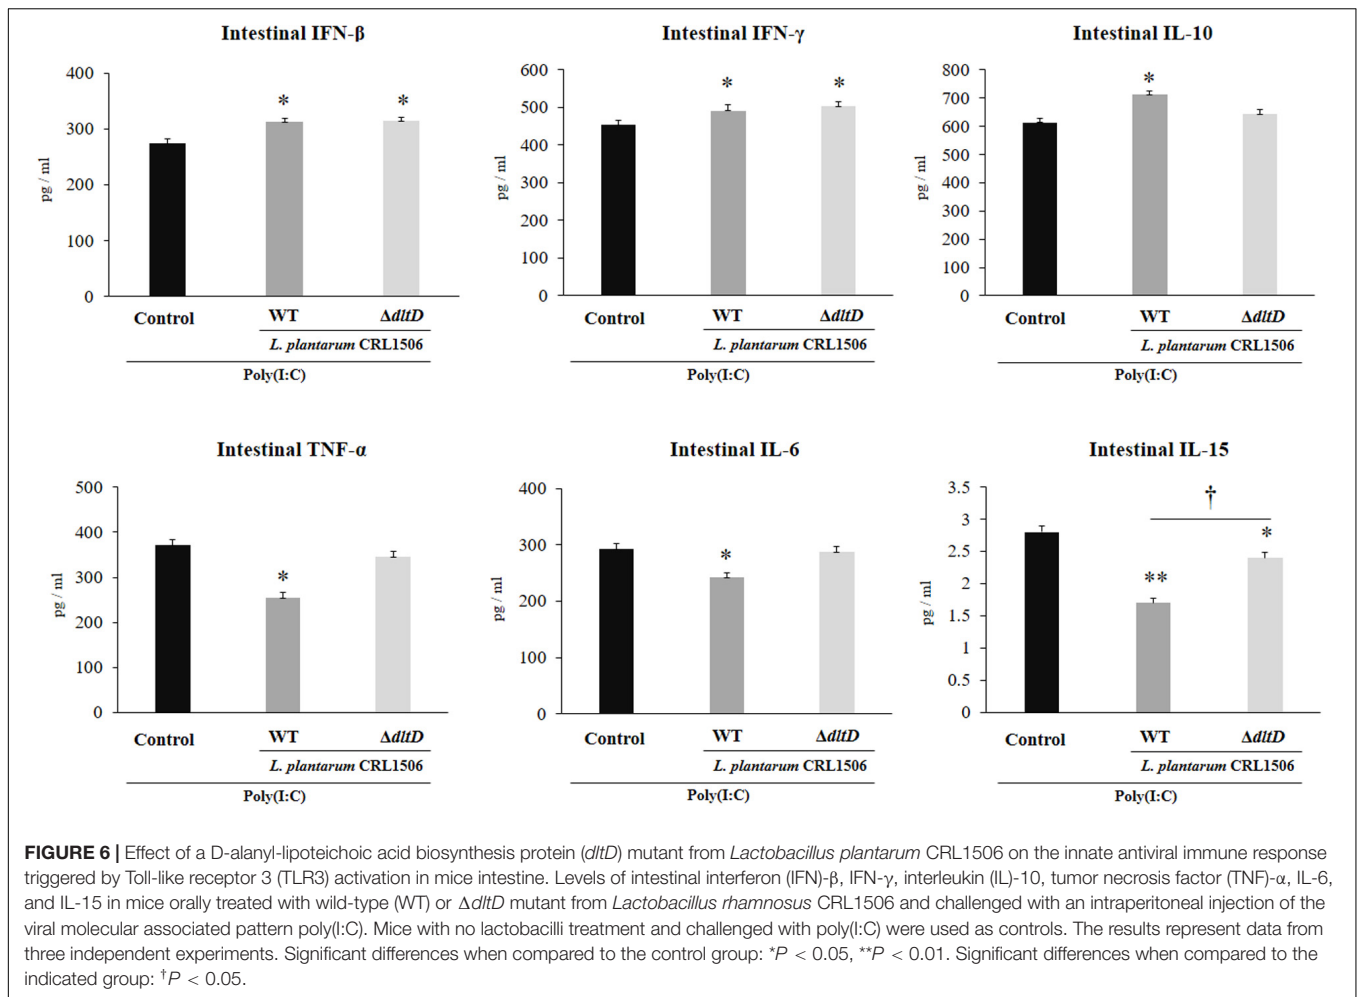 Intestinal IFN-β
400
300
200
100
0
pg / ml
*
*
Control
WT
ΔdltD
L. plantarum CRL1506
Poly(I:C)
Intestinal IFN-γ
600
500
400
300
200
100
0
pg / ml
*
*
Control
WT
ΔdltD
L. plantarum CRL1506
Poly(I:C)
Intestinal IL-10
800
700
600
500
400
300
200
100
0
pg / ml
*
Control
WT
ΔdltD
L. plantarum CRL1506
Poly(I:C)
Intestinal TNF-α
500
400
300
200
100
0
pg / ml
*
Control
WT
ΔdltD
L. plantarum CRL1506
Poly(I:C)
Intestinal IL-6
400
300
200
100
0
pg / ml
*
Control
WT
ΔdltD
L. plantarum CRL1506
Poly(I:C)
Intestinal IL-15
3.5
3
2.5
2
1.5
1
0.5
0
pg / ml
†
**
*
Control
WT
ΔdltD
L. plantarum CRL1506
Poly(I:C)
FIGURE 6 | Effect of a D-alanyl-lipoteichoic acid biosynthesis protein (dltD) mutant from Lactobacillus plantarum CRL1506 on the innate antiviral immune response
triggered by Toll-like receptor 3 (TLR3) activation in mice intestine. Levels of intestinal interferon (IFN)-β, IFN-γ, interleukin (IL)-10, tumor necrosis factor (TNF)-α, IL-6,
and IL-15 in mice orally treated with wild-type (WT) or ΔdltD mutant from Lactobacillus rhamnosus CRL1506 and challenged with an intraperitoneal injection of the
viral molecular associated pattern poly(I:C). Mice with no lactobacilli treatment and challenged with poly(I:C) were used as controls. The results represent data from
three independent experiments. Significant differences when compared to the control group: *P < 0.05, **P < 0.01. Significant differences when compared to the
indicated group: †P < 0.05.